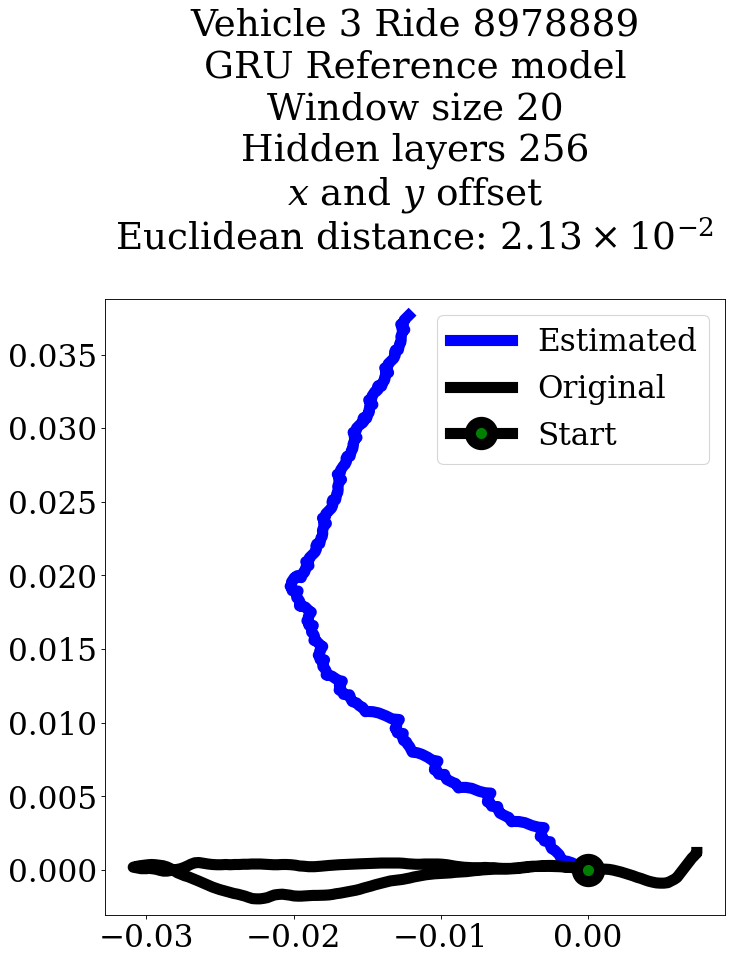 Vehicle 3 Ride 8978889
GRU Reference model
Window size 20
Hidden layers 256
x and y offset
Euclidean distance: 2.13 × 10⁻²
Estimated
Original
Start
0.035
0.030
0.025
0.020
0.015
0.010
0.005
0.000
−0.03 −0.02 −0.01 0.00